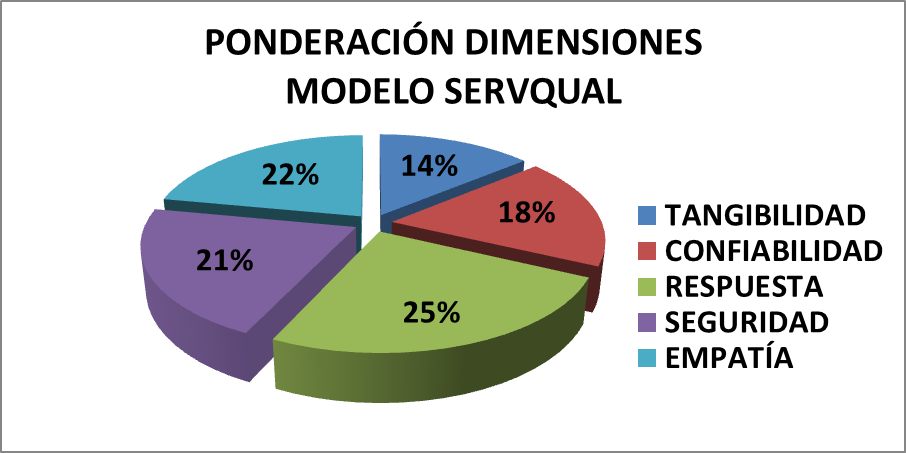 PONDERACIÓN DIMENSIONES
MODELO SERVQUAL
14%
22%
18%
21%
25%
TANGIBILIDAD
CONFIABILIDAD
RESPUESTA
SEGURIDAD
EMPATÍA